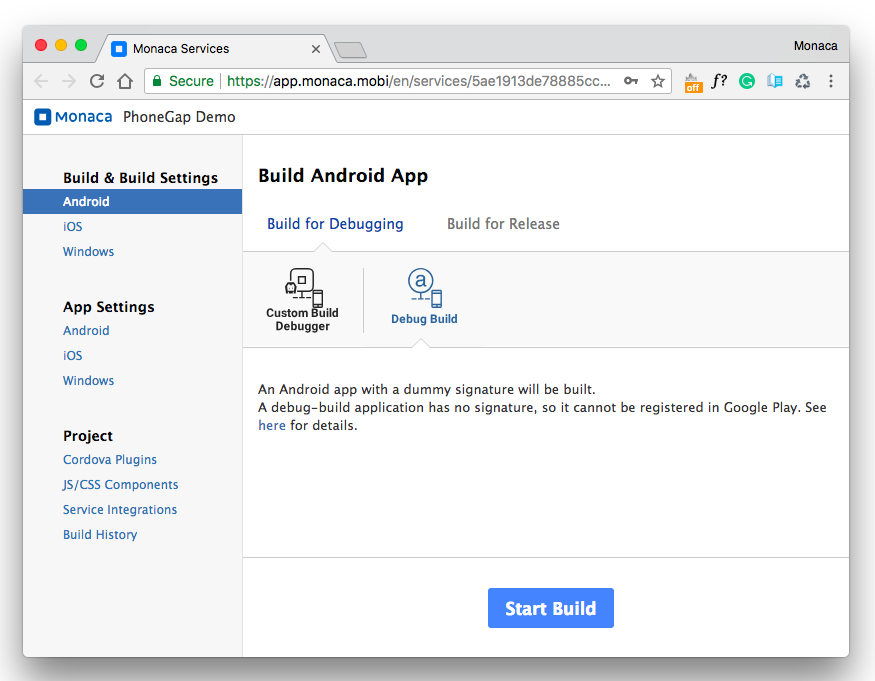 Monaca Services
Monaca
Secure https://app.monaca.mobi/en/services/5ae1913de78885cc...
off f?
Monaca PhoneGap Demo
Build & Build Settings
Android
iOS
Windows
App Settings
Android
iOS
Windows
Project
Cordova Plugins
JS/CSS Components
Service Integrations
Build History
Build Android App
Build for Debugging Build for Release
Custom Build
Debugger
a
Debug Build
An Android app with a dummy signature will be built.
A debug-build application has no signature, so it cannot be registered in Google Play. See
here for details.
Start Build